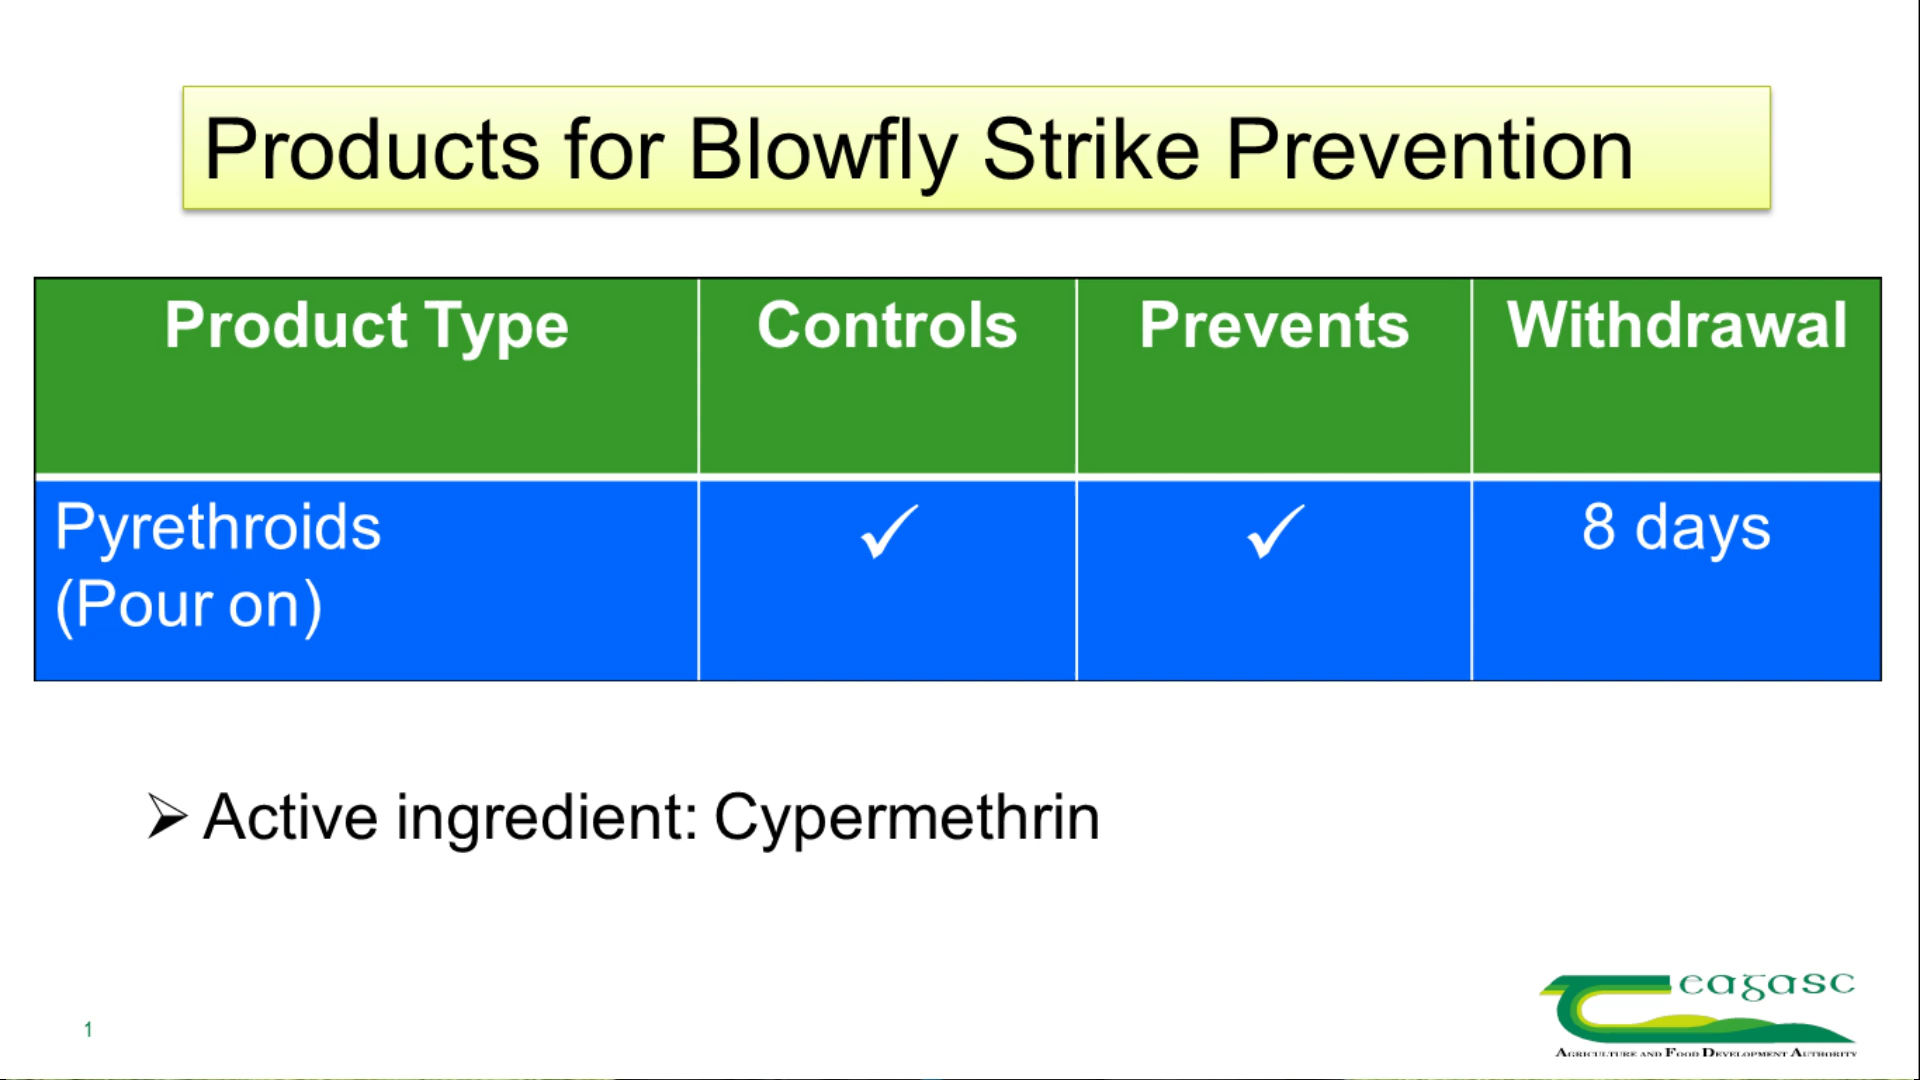 Products for Blowfly Strike Prevention
Product Type Controls Prevents Withdrawal
Pyrethroids ✓ ✓ 8 days
(Pour on)
➢ Active ingredient: Cypermethrin
1
eagasc
AGRICULTURE AND FOOD DEVELOPMENT AUTHORITY